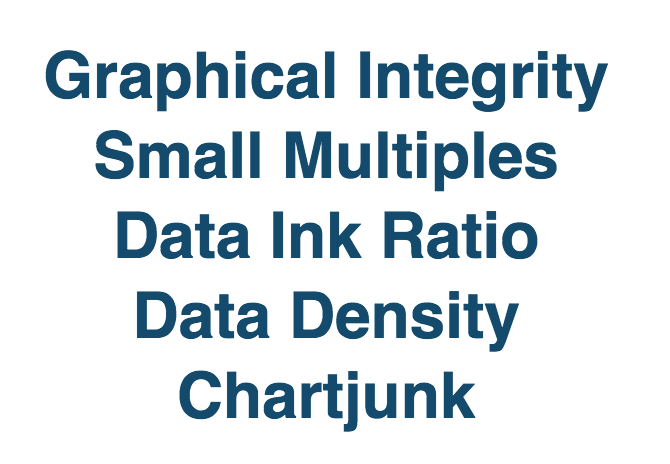 Graphical Integrity
Small Multiples
Data Ink Ratio
Data Density
Chartjunk